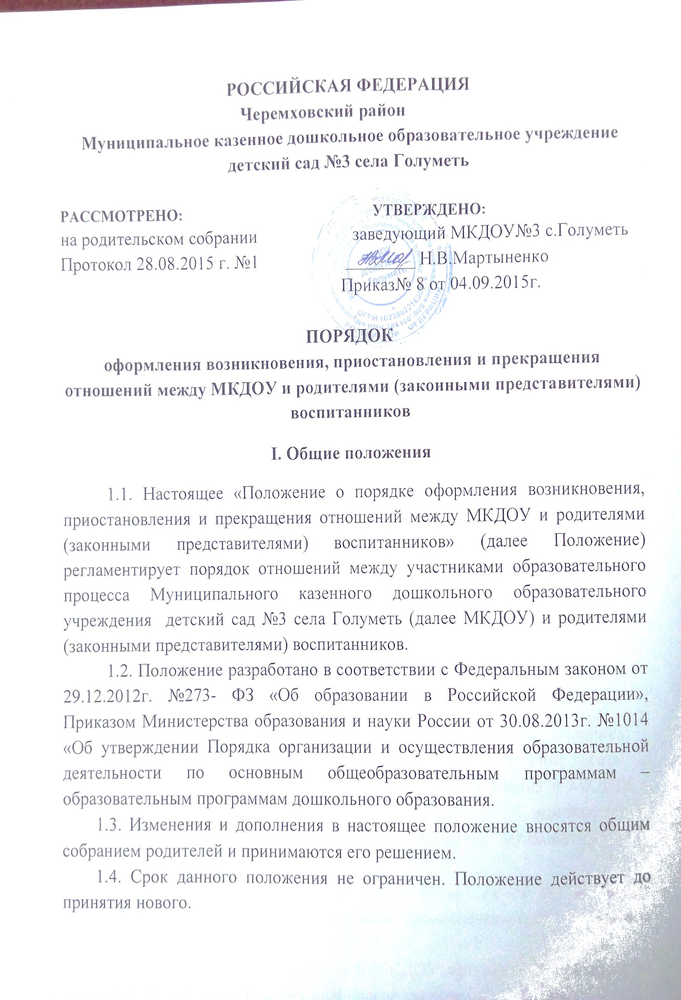 РОССИЙСКАЯ ФЕДЕРАЦИЯ
Черемховский район
Муниципальное казенное дошкольное образовательное учреждение
детский сад №3 села Голуметь
РАССМОТРЕНО:
на родительском собрании
Протокол 28.08.2015 г. №1
УТВЕРЖДЕНО:
заведующий МКДОУ№3 с.Голуметь
Н.В.Мартыненко
Приказ№ 8 от 04.09.2015г.
ПОРЯДОК
оформления возникновения, приостановления и прекращения
отношений между МКДОУ и родителями (законными представителями)
воспитанников
I. Общие положения
1.1. Настоящее «Положение о порядке оформления возникновения,
приостановления и прекращения отношений между МКДОУ и родителями
(законными представителями) воспитанников» (далее Положение)
регламентирует порядок отношений между участниками образовательного
процесса Муниципального казенного дошкольного образовательного
учреждения детский сад №3 села Голуметь (далее МКДОУ) и родителями
(законными представителями) воспитанников.
1.2. Положение разработано в соответствии с Федеральным законом от
29.12.2012г. №273- ФЗ «Об образовании в Российской Федерации»,
Приказом Министерства образования и науки России от 30.08.2013г. №1014
«Об утверждении Порядка организации и осуществления образовательной
деятельности по основным общеобразовательным программам –
образовательным программам дошкольного образования.
1.3. Изменения и дополнения в настоящее положение вносятся общим
собранием родителей и принимаются его решением.
1.4. Срок данного положения не ограничен. Положение действует до
принятия нового.